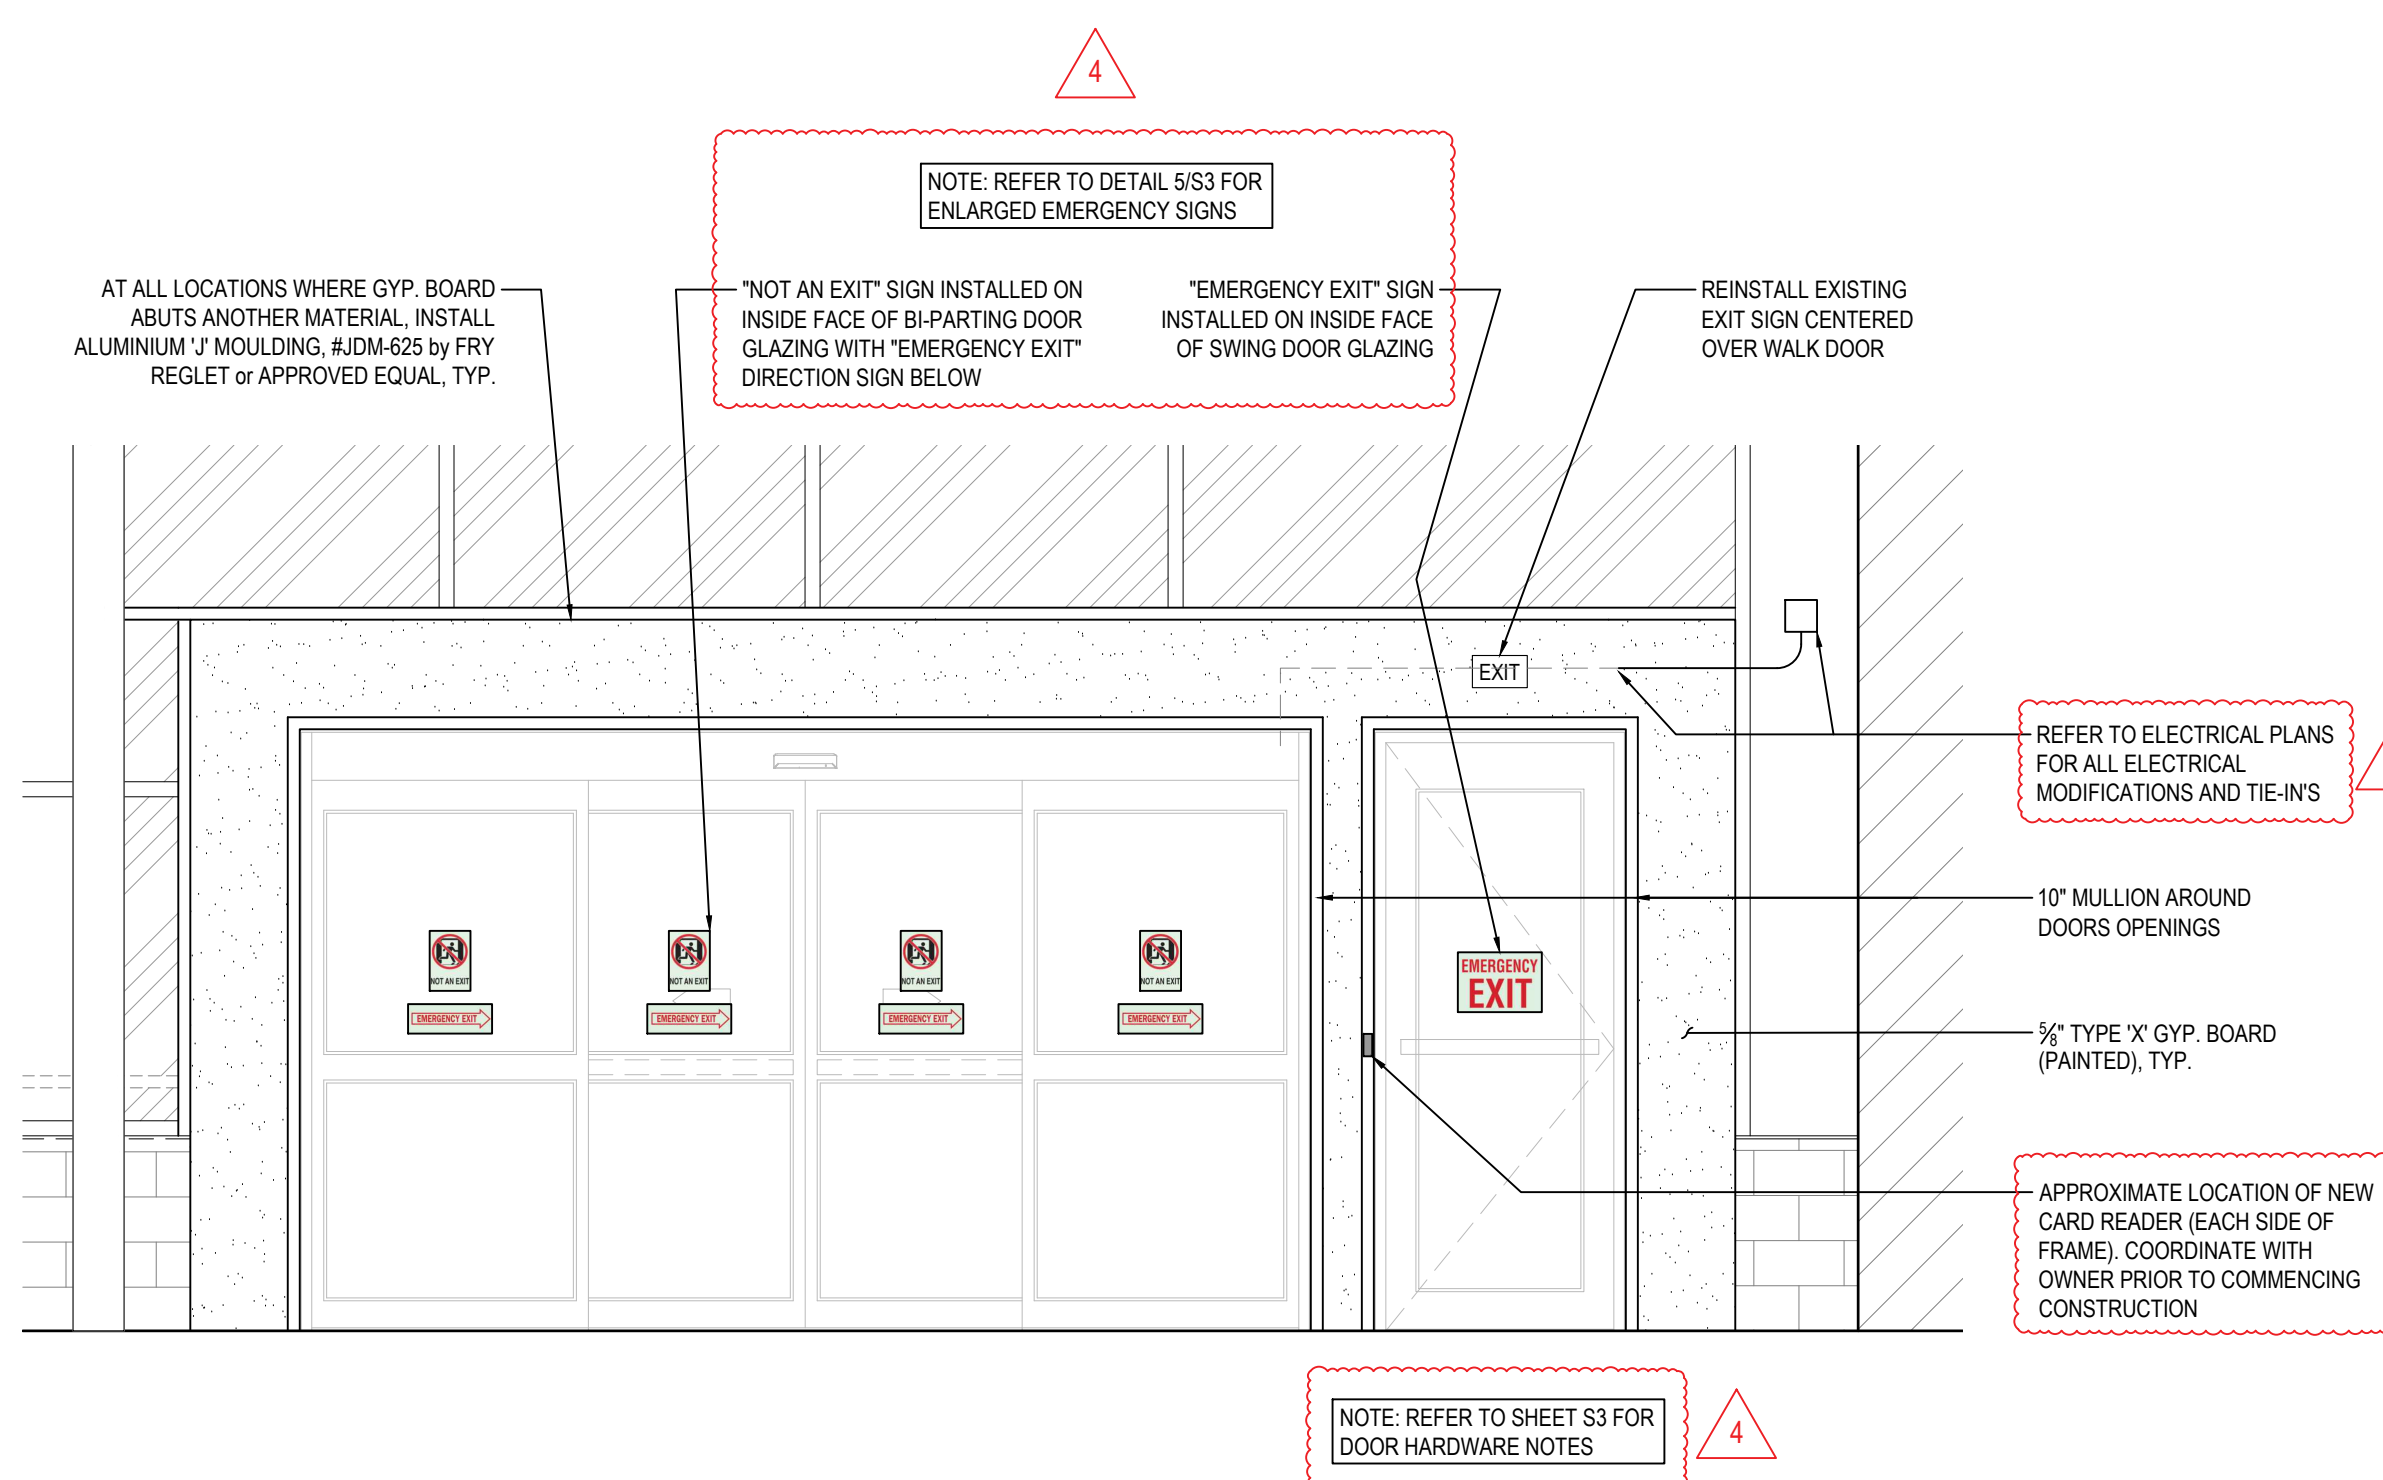 4
NOTE: REFER TO DETAIL 5/S3 FOR
ENLARGED EMERGENCY SIGNS
AT ALL LOCATIONS WHERE GYP. BOARD
ABUTS ANOTHER MATERIAL, INSTALL
ALUMINIUM 'J' MOULDING, #JDM-625 by FRY
REGLET or APPROVED EQUAL, TYP.
"NOT AN EXIT" SIGN INSTALLED ON
INSIDE FACE OF BI-PARTING DOOR
GLAZING WITH "EMERGENCY EXIT"
DIRECTION SIGN BELOW
"EMERGENCY EXIT" SIGN
INSTALLED ON INSIDE FACE
OF SWING DOOR GLAZING
REINSTALL EXISTING
EXIT SIGN CENTERED
OVER WALK DOOR
EXIT
REFER TO ELECTRICAL PLANS
FOR ALL ELECTRICAL
MODIFICATIONS AND TIE-IN'S
10" MULLION AROUND
DOORS OPENINGS
NOT AN EXIT
NOT AN EXIT
NOT AN EXIT
NOT AN EXIT
EMERGENCY
EXIT
EMERGENCY EXIT
EMERGENCY EXIT
EMERGENCY EXIT
EMERGENCY EXIT
⅝" TYPE 'X' GYP. BOARD
(PAINTED), TYP.
APPROXIMATE LOCATION OF NEW
CARD READER (EACH SIDE OF
FRAME). COORDINATE WITH
OWNER PRIOR TO COMMENCING
CONSTRUCTION
NOTE: REFER TO SHEET S3 FOR
DOOR HARDWARE NOTES
4